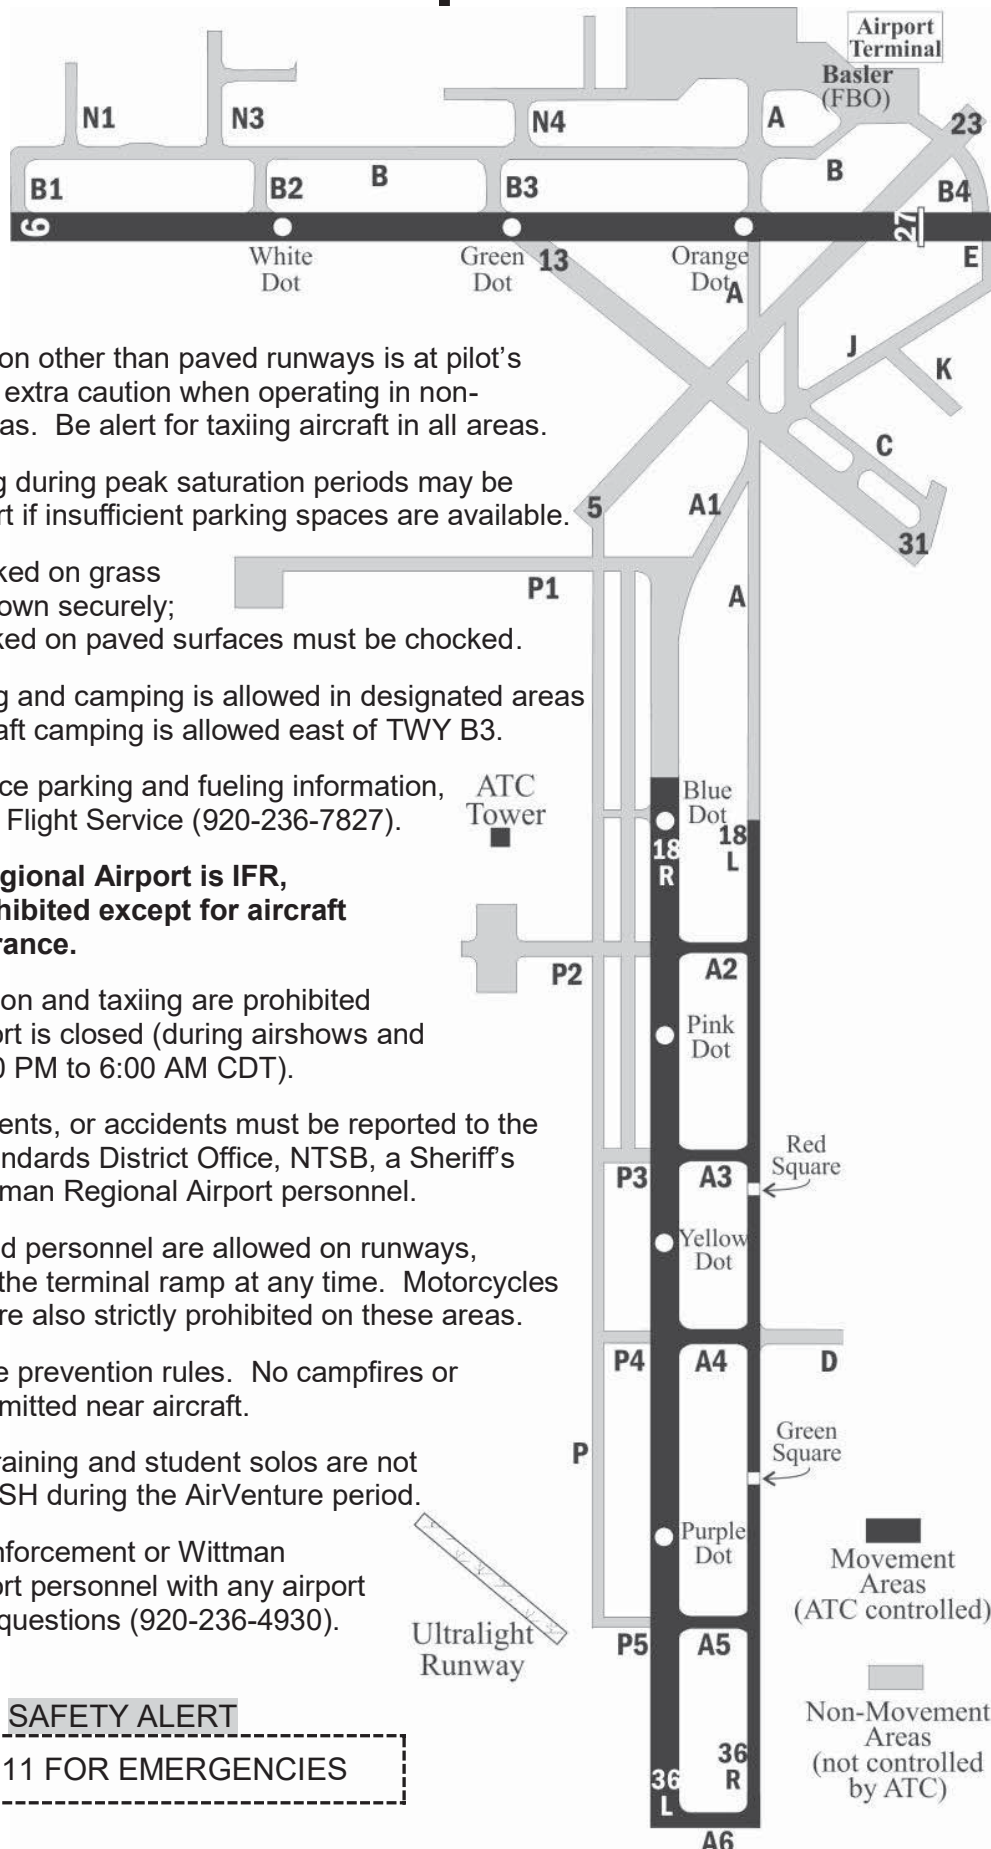 Airport
Terminal
Basler
(FBO)
N1
N3
N4
A
23
B1
B2
B
B3
B
B4
9
27
White
Dot
Green
Dot
13
Orange
Dot
A
E
J
K
C
31
5
A1
P1
A
on other than paved runways is at pilot's
extra caution when operating in non-
as. Be alert for taxiing aircraft in all areas.
g during peak saturation periods may be
rt if insufficient parking spaces are available.
ked on grass
own securely;
ked on paved surfaces must be chocked.
g and camping is allowed in designated areas
aft camping is allowed east of TWY B3.
ce parking and fueling information,
Flight Service (920-236-7827).
gional Airport is IFR,
hibited except for aircraft
rance.
on and taxiing are prohibited
ort is closed (during airshows and
0 PM to 6:00 AM CDT).
ents, or accidents must be reported to the
ndards District Office, NTSB, a Sheriff's
man Regional Airport personnel.
d personnel are allowed on runways,
the terminal ramp at any time. Motorcycles
re also strictly prohibited on these areas.
e prevention rules. No campfires or
mitted near aircraft.
raining and student solos are not
SH during the AirVenture period.
nforcement or Wittman
ort personnel with any airport
questions (920-236-4930).
SAFETY ALERT
11 FOR EMERGENCIES
ATC
Tower
Blue
Dot
18
R
18
L
P2
A2
Pink
Dot
Red
Square
P3
A3
Yellow
Dot
P4
A4
D
P
Green
Square
Purple
Dot
Ultralight
Runway
P5
A5
36
L
36
R
A6
Movement
Areas
(ATC controlled)
Non-Movement
Areas
(not controlled
by ATC)